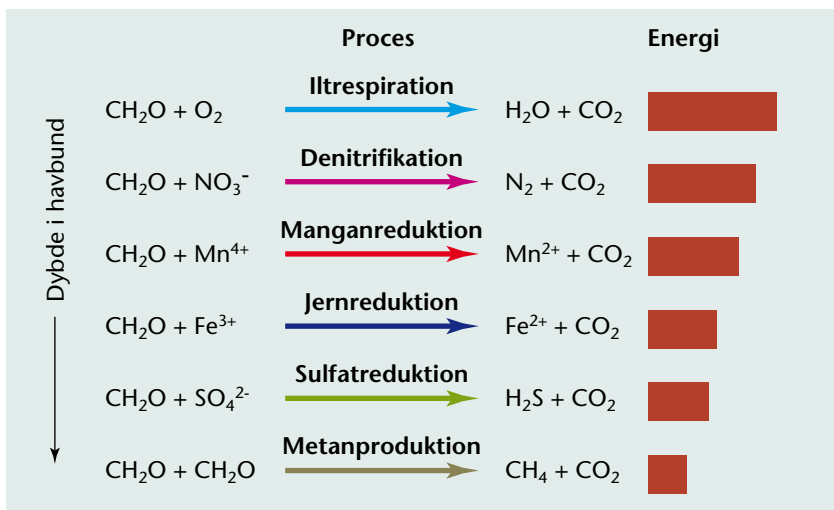 Proces Energi
Iltrespiration
CH₂O + O₂ H₂O + CO₂
Denitrifikation
CH₂O + NO₃⁻ N₂ + CO₂
Manganreduktion
CH₂O + Mn⁴⁺ Mn²⁺ + CO₂
Jernreduktion
CH₂O + Fe³⁺ Fe²⁺ + CO₂
Sulfatreduktion
CH₂O + SO₄²⁻ H₂S + CO₂
Metanproduktion
CH₂O + CH₂O CH₄ + CO₂
Dybde i havbund